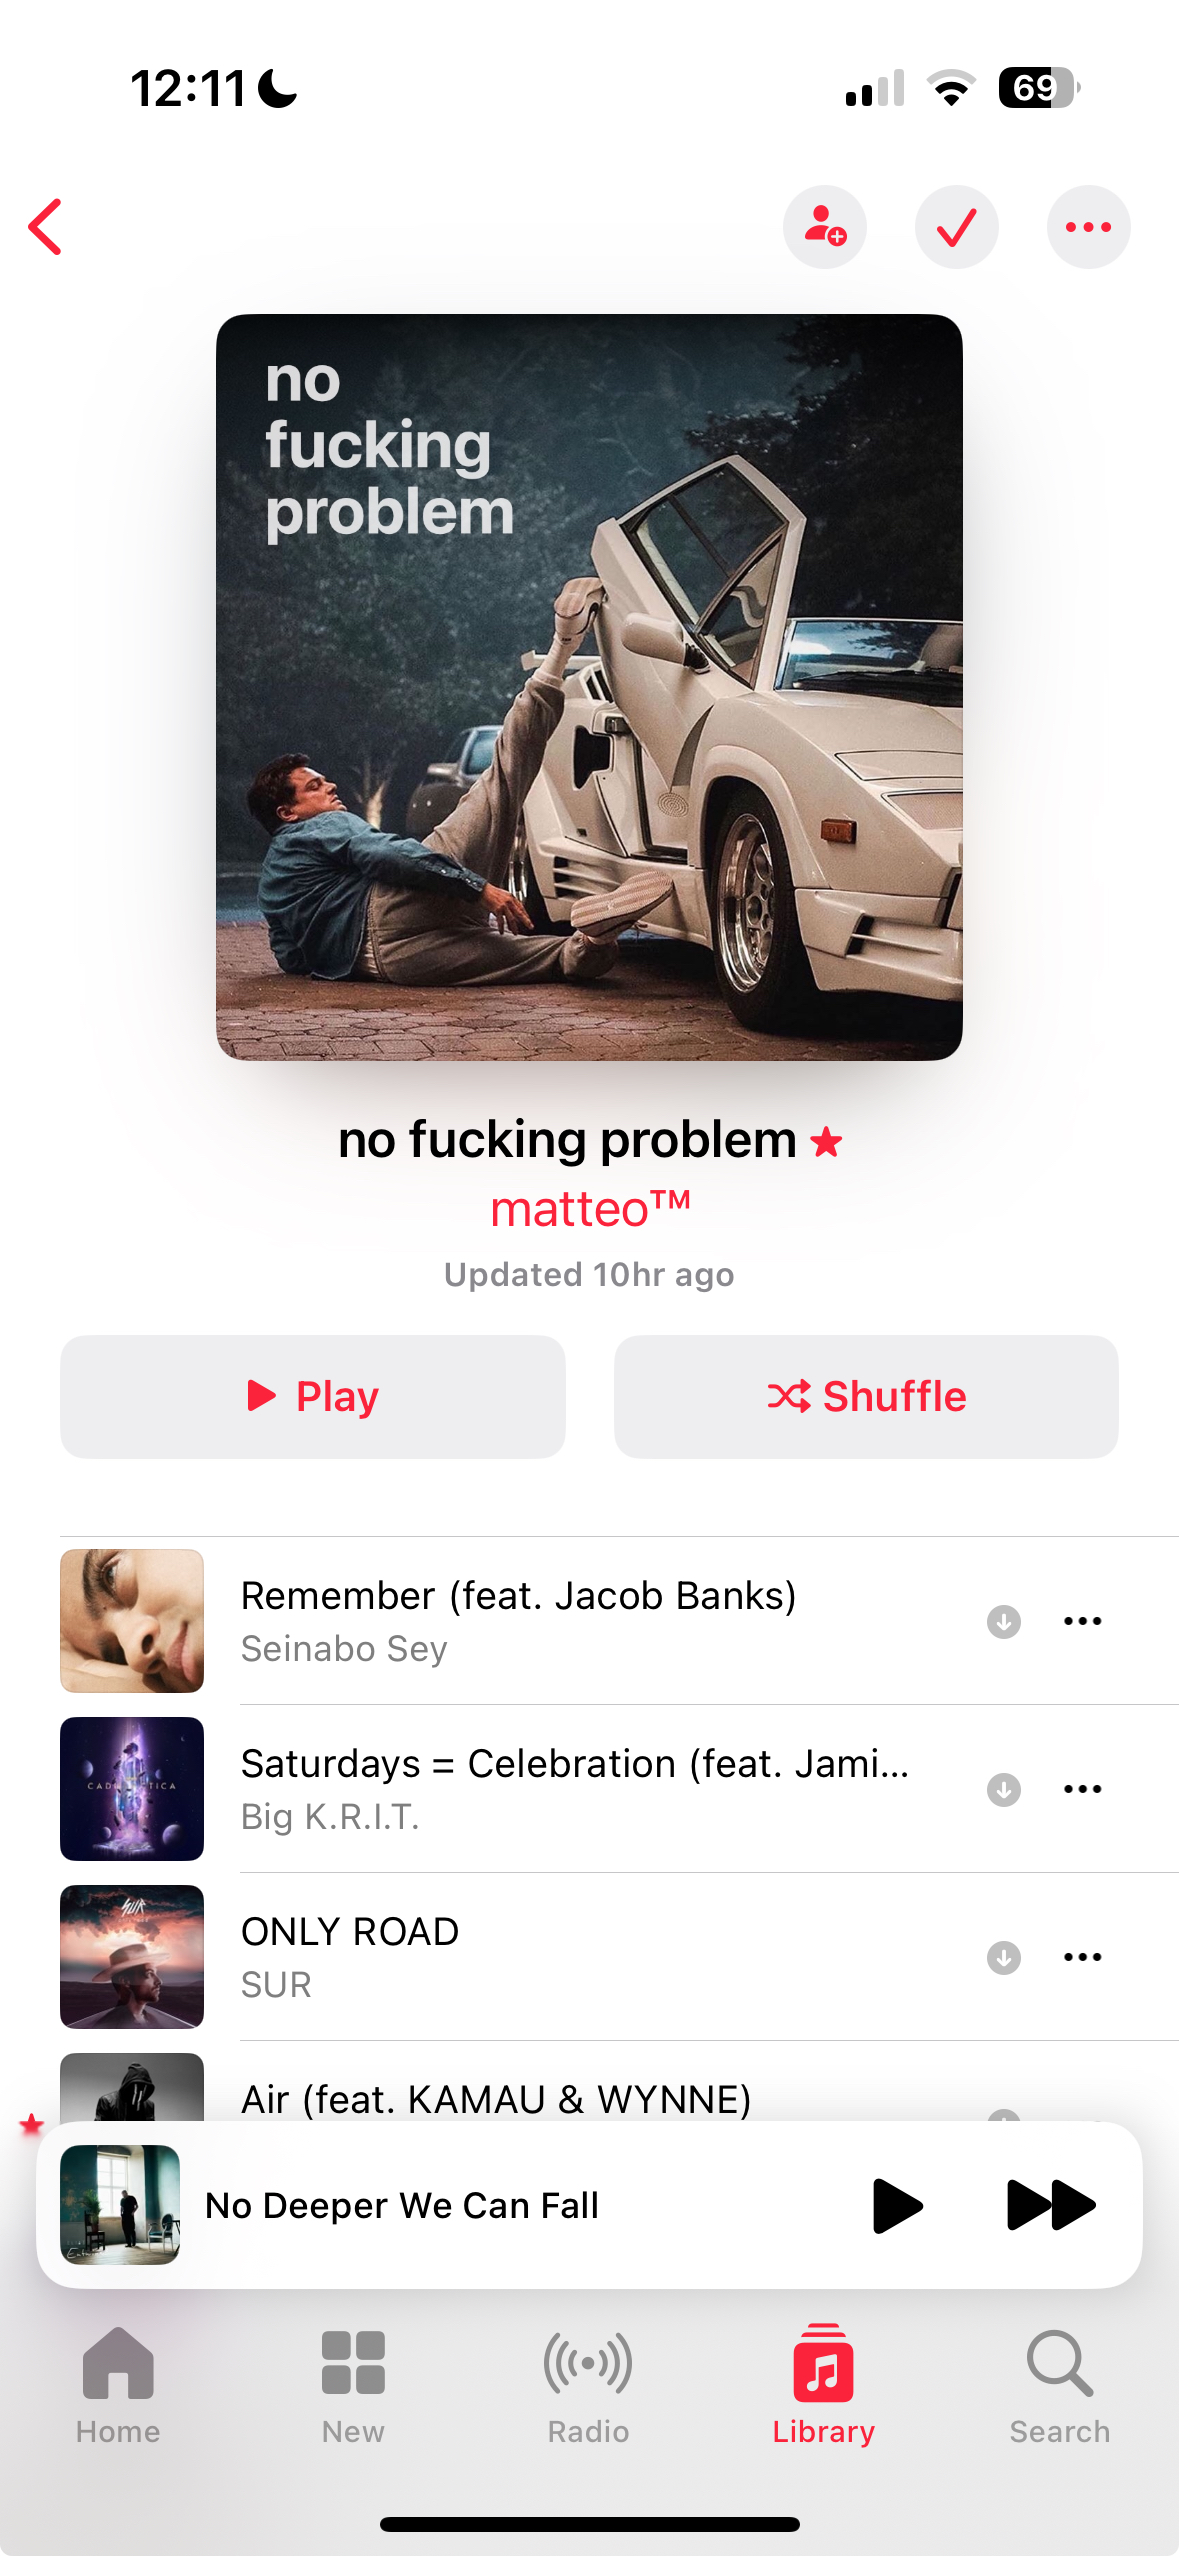 12:11
69
no
fucking
problem
no fucking problem
matteo™
Updated 10hr ago
Play
Shuffle
Remember (feat. Jacob Banks)
Seinabo Sey
Saturdays = Celebration (feat. Jami...
Big K.R.I.T.
SUR
ONLY ROAD
SUR
Air (feat. KAMAU & WYNNE)
No Deeper We Can Fall
Home
New
Radio
Library
Search